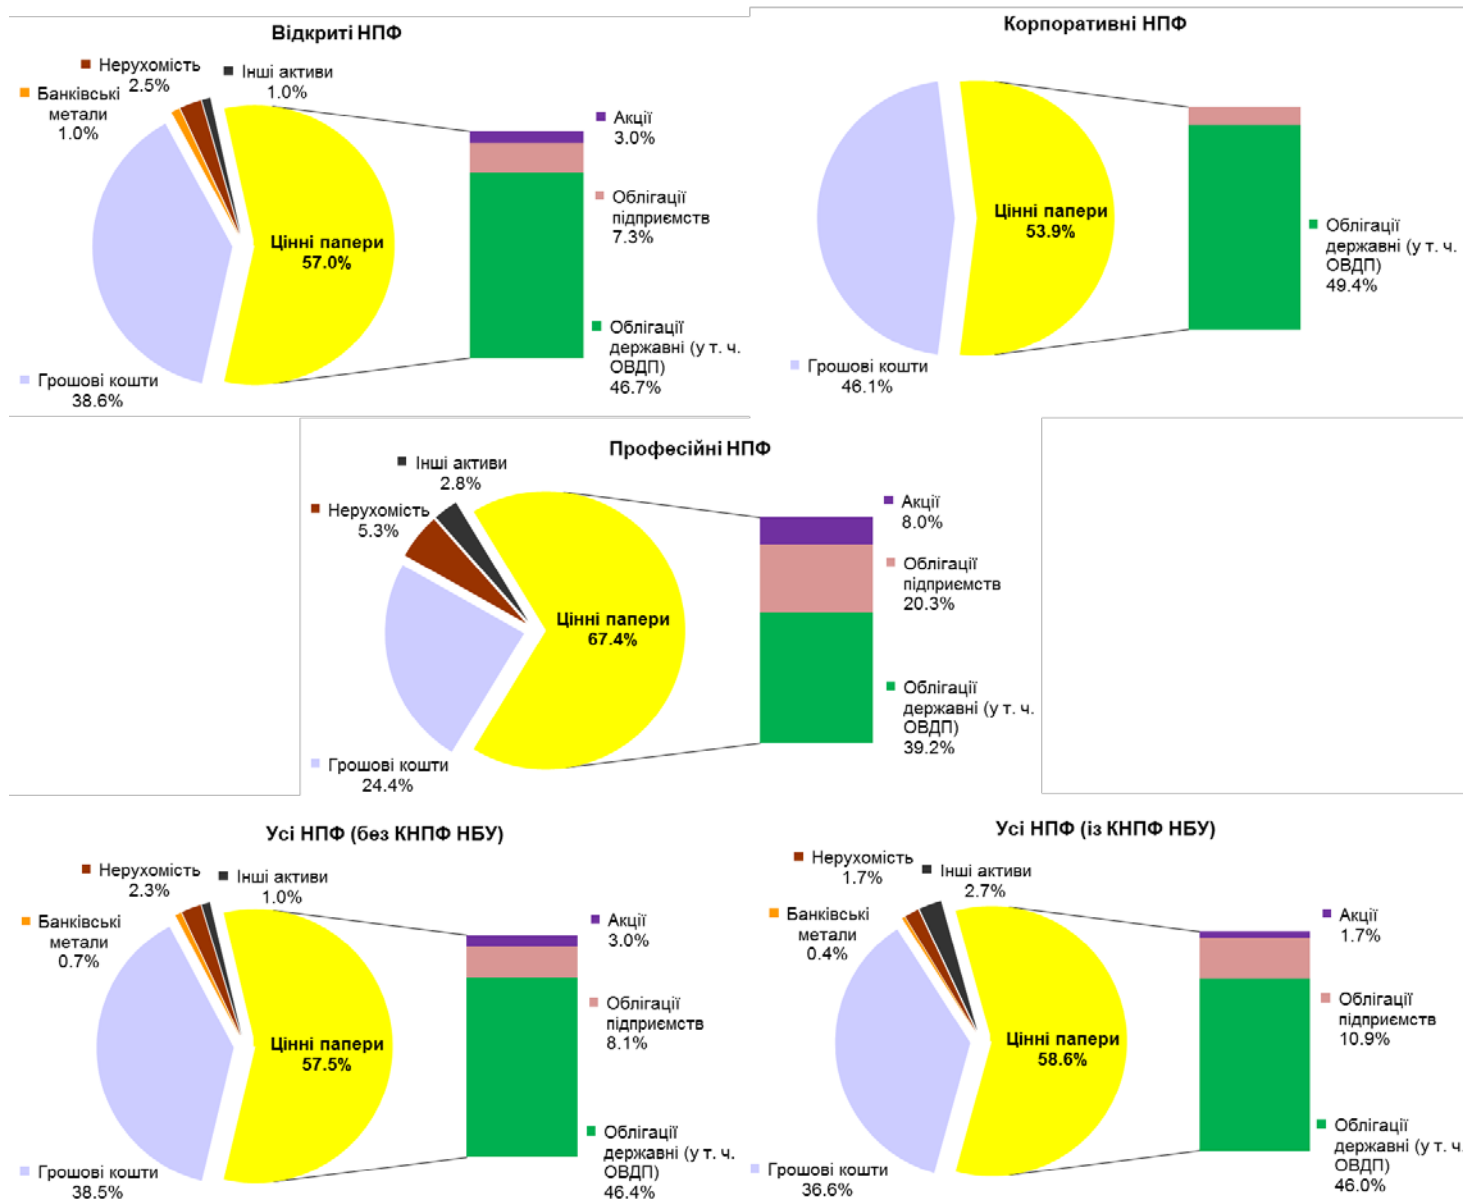 Відкриті НПФ
Нерухомість
2.5%
Інші активи
1.0%
Банківські
метали
1.0%
Цінні папери
57.0%
Грошові кошти
38.6%
Акції
3.0%
Облігації
підприємств
7.3%
Облігації
державні (у т. ч.
ОВДП)
46.7%
Корпоративні НПФ
Цінні папери
53.9%
Грошові кошти
46.1%
Облігації
державні (у т. ч.
ОВДП)
49.4%
Професійні НПФ
Інші активи
2.8%
Нерухомість
5.3%
Цінні папери
67.4%
Грошові кошти
24.4%
Акції
8.0%
Облігації
підприємств
20.3%
Облігації
державні (у т. ч.
ОВДП)
39.2%
Усі НПФ (без КНПФ НБУ)
Нерухомість
2.3%
Інші активи
1.0%
Банківські
метали
0.7%
Цінні папери
57.5%
Грошові кошти
38.5%
Акції
3.0%
Облігації
підприємств
8.1%
Облігації
державні (у т. ч.
ОВДП)
46.4%
Усі НПФ (із КНПФ НБУ)
Нерухомість
1.7%
Інші активи
2.7%
Банківські
метали
0.4%
Цінні папери
58.6%
Грошові кошти
36.6%
Акції
1.7%
Облігації
підприємств
10.9%
Облігації
державні (у т. ч.
ОВДП)
46.0%